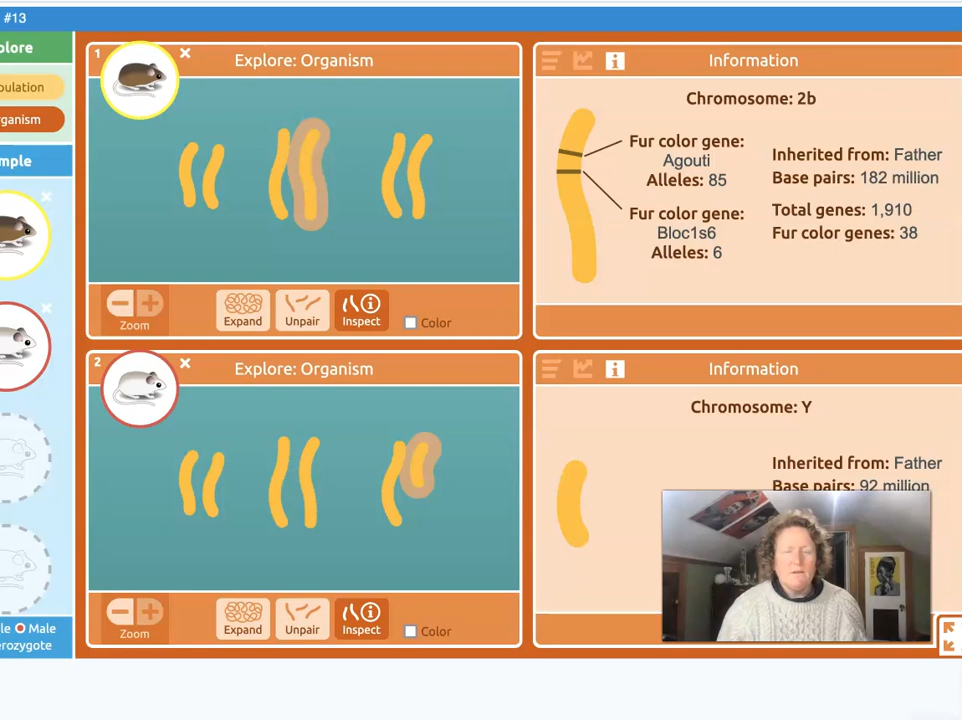 #13
plore
pulation
rganism
mple
le Male
erozygote
1
Explore: Organism
Zoom
Expand
Unpair
Inspect
Color
Information
Chromosome: 2b
Fur color gene:
Agouti
Alleles: 85
Fur color gene:
Bloc1s6
Alleles: 6
Inherited from: Father
Base pairs: 182 million
Total genes: 1,910
Fur color genes: 38
2
Explore: Organism
Zoom
Expand
Unpair
Inspect
Color
Information
Chromosome: Y
Inherited from: Father
Base pairs: 92 million